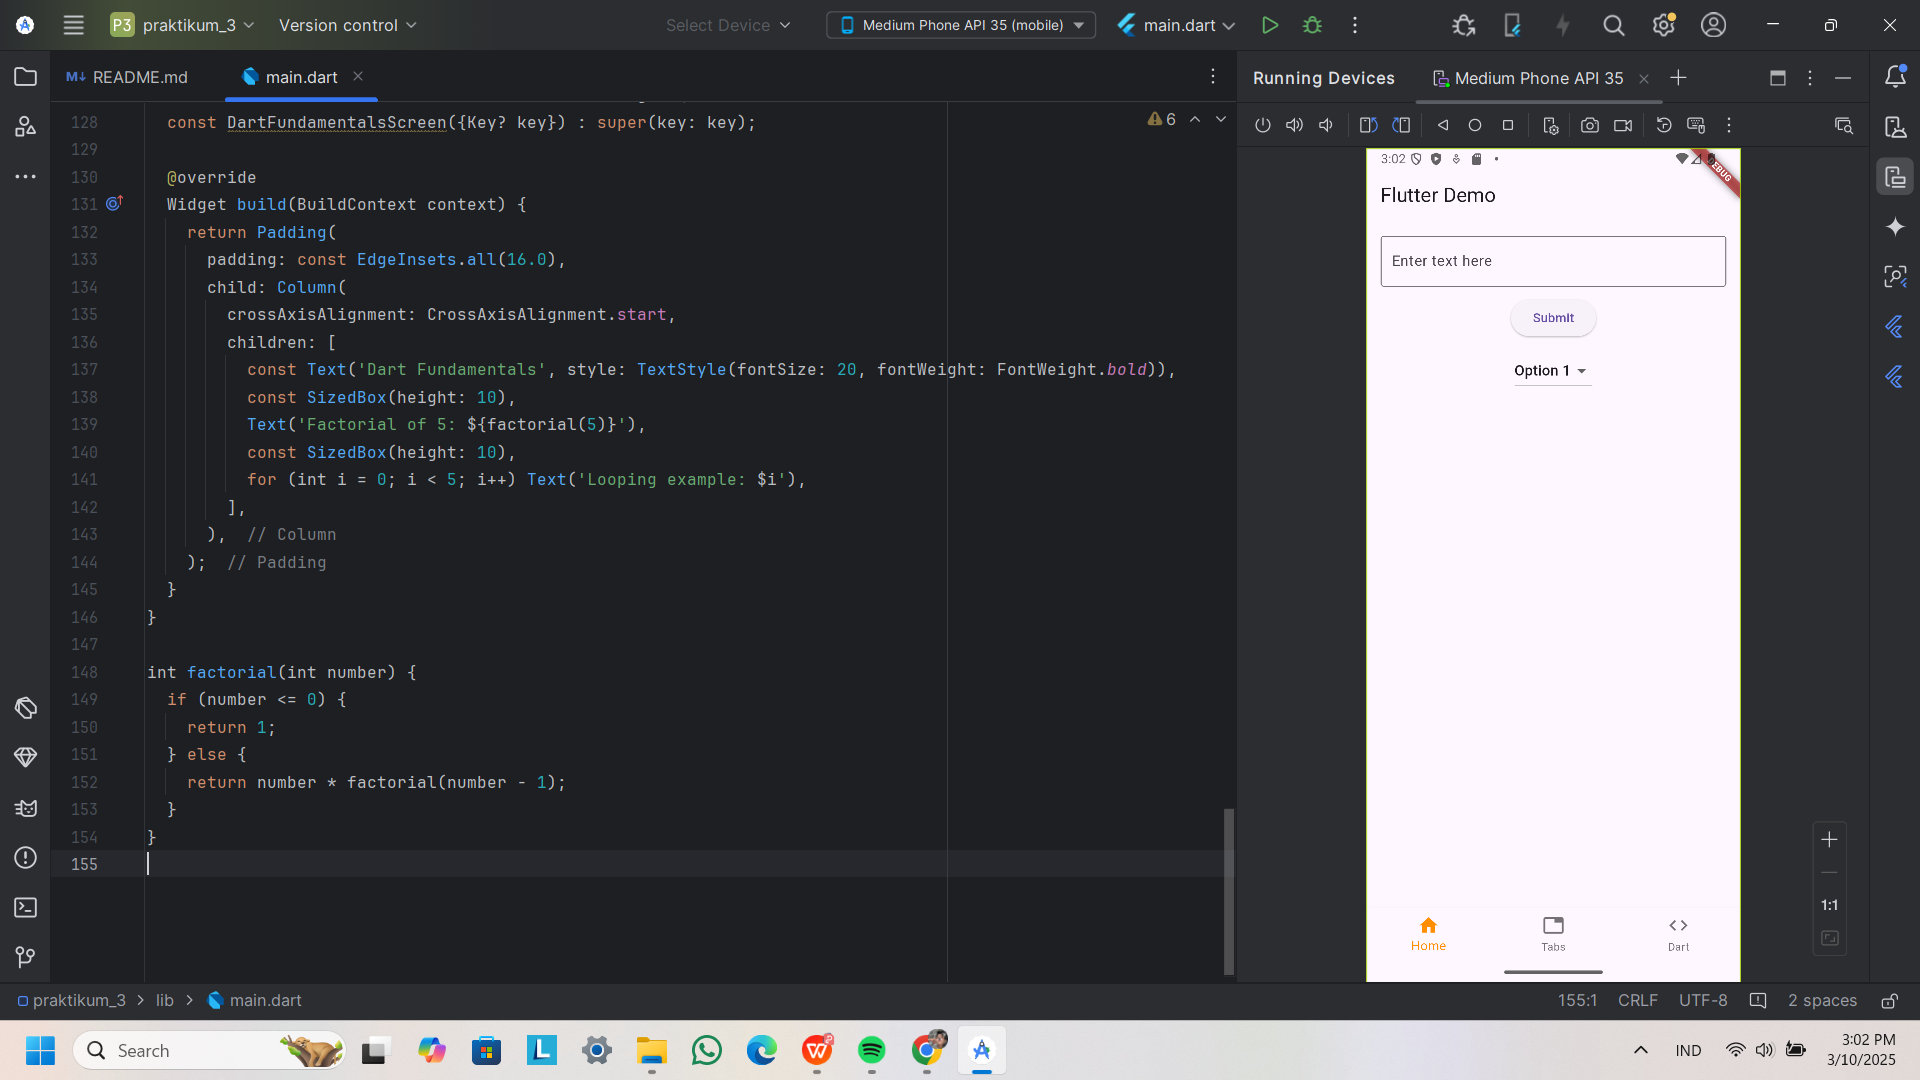 P3 praktikum_3 Version control Select Device Medium Phone API 35 (mobile) main.dart
README.md main.dart
Running Devices Medium Phone API 35
128 const DartFundamentalsScreen({Key? key}) : super(key: key);
6
129
130 @override
131 Widget build(BuildContext context) {
132 return Padding(
133 padding: const EdgeInsets.all(16.0),
134 child: Column(
135 crossAxisAlignment: CrossAxisAlignment.start,
136 children: [
137 const Text('Dart Fundamentals', style: TextStyle(fontSize: 20, fontWeight: FontWeight.bold)),
138 const SizedBox(height: 10),
139 Text('Factorial of 5: ${factorial(5)}'),
140 const SizedBox(height: 10),
141 for (int i = 0; i < 5; i++) Text('Looping example: $i'),
142 ],
143 ), // Column
144 ); // Padding
145 }
146 }
147
148 int factorial(int number) {
149 if (number <= 0) {
150 return 1;
151 } else {
152 return number * factorial(number - 1);
153 }
154 }
155
3:02
Flutter Demo
Enter text here
Submit
Option 1
Home Tabs Dart
1:1
praktikum_3 > lib > main.dart
155:1 CRLF UTF-8 2 spaces
Search
IND
3:02 PM
3/10/2025